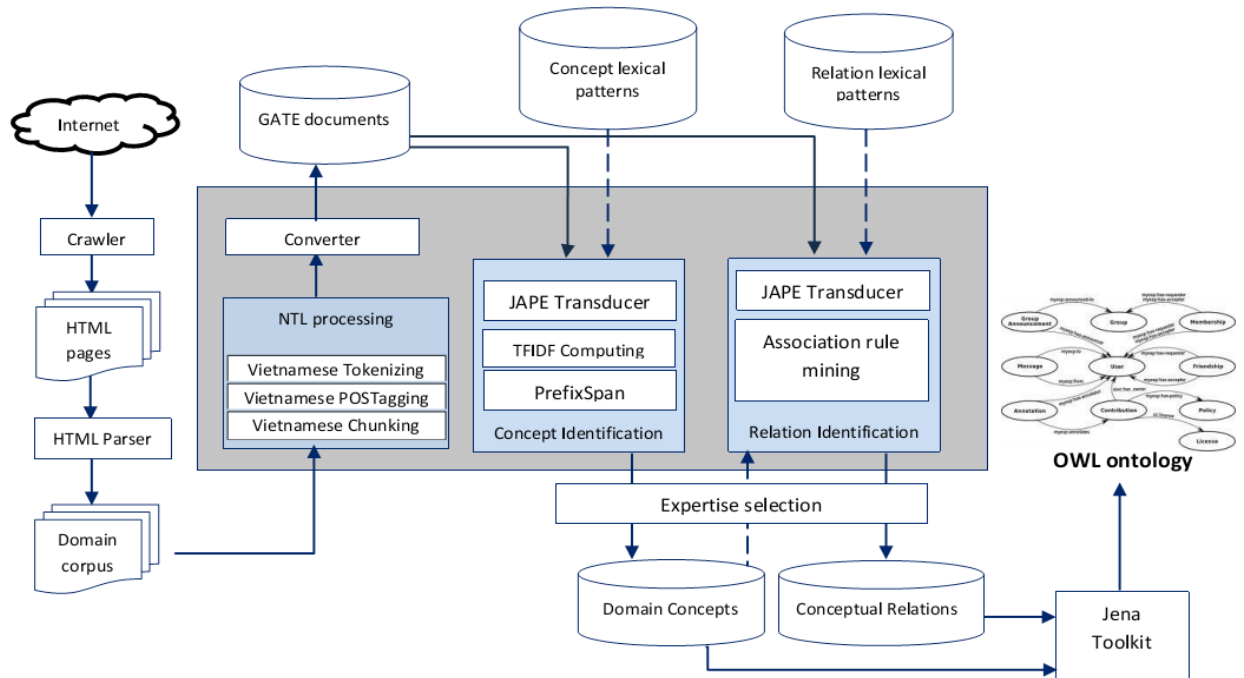 Concept lexical
patterns
Relation lexical
patterns
GATE documents
Internet
Crawler
Converter
HTML
pages
NTL processing
Vietnamese Tokenizing
Vietnamese POSTagging
Vietnamese Chunking
JAPE Transducer
TFIDF Computing
PrefixSpan
Concept Identification
JAPE Transducer
Association rule
mining
Relation Identification
HTML Parser
Domain
corpus
Expertise selection
Domain Concepts
Conceptual Relations
Jena
Toolkit
Group
Announcement
Group
Membership
Message
User
Friendship
Annotation
Contribution
Policy
License
OWL ontology